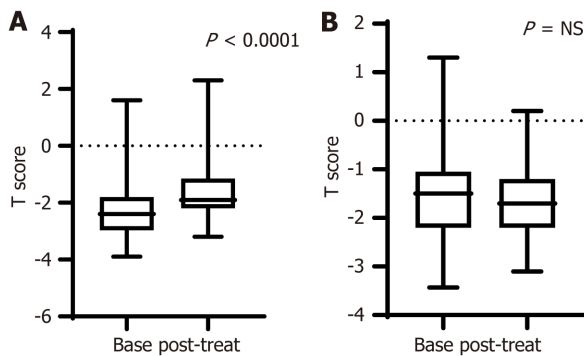 A
P < 0.0001
T score
4
2
0
-2
-4
-6
Base post-treat
B
P = NS
T score
2
1
0
-1
-2
-3
-4
Base post-treat